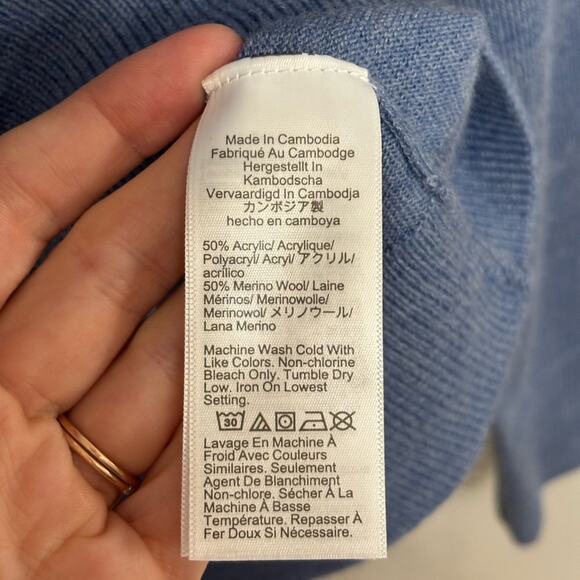 Made In Cambodia
Fabriqué Au Cambodge
Hergestellt In
Kambodscha
Vervaardigd In Cambodja
カンボジア製
hecho en camboya
50% Acrylic/ Acrylique/
Polyacryl/ Acryl/ アクリル/
acrílico
50% Merino Wool/ Laine
Mérinos/ Merinowolle/
Merinowol/ メリノウール/
Lana Merino
Machine Wash Cold With
Like Colors. Non-chlorine
Bleach Only. Tumble Dry
Low. Iron On Lowest
Setting.
30
Lavage En Machine À
Froid Avec Couleurs
Similaires. Seulement
Agent De Blanchiment
Non-chlore. Sécher À La
Machine À Basse
Température. Repasser À
Fer Doux Si Nécessaire.